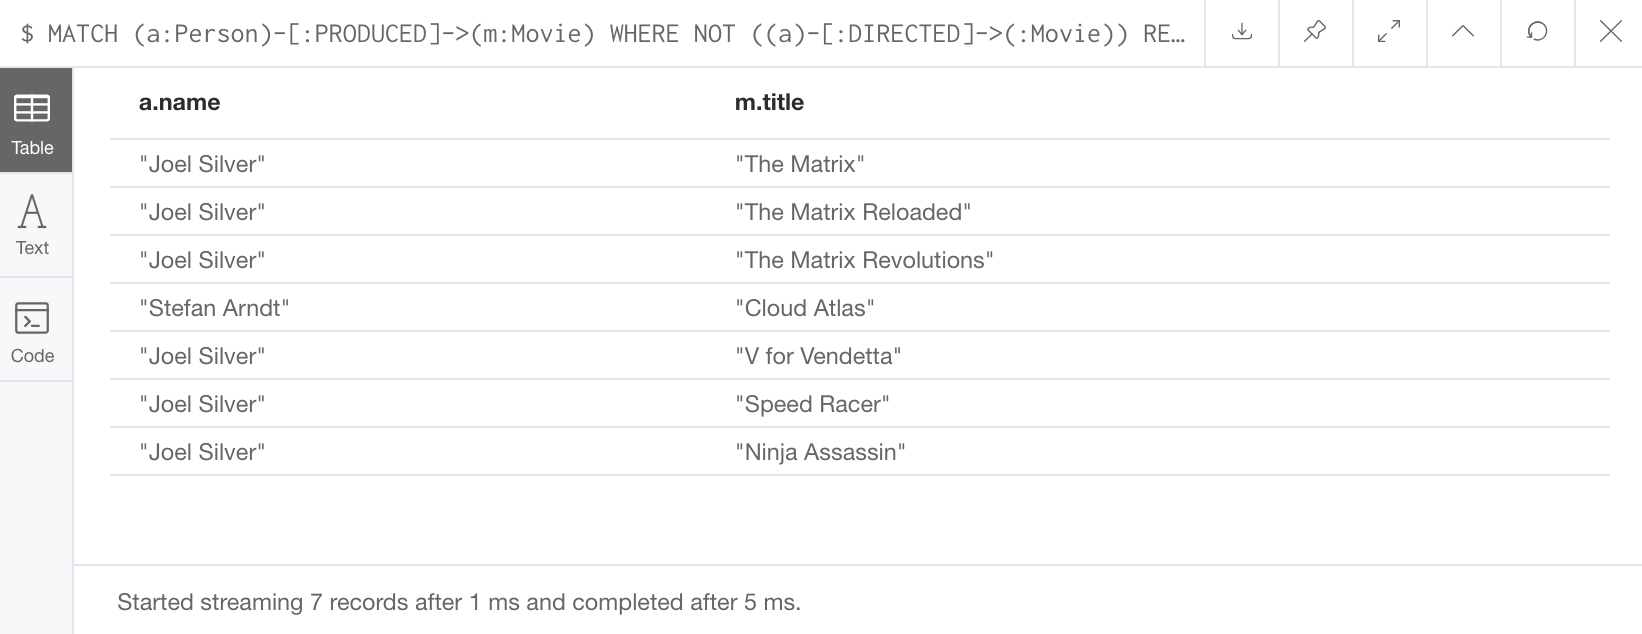 $ MATCH (a:Person)-[:PRODUCED]->(m:Movie) WHERE NOT ((a)-[:DIRECTED]->(:Movie)) RE…
a.name m.title
Table
"Joel Silver" "The Matrix"
"Joel Silver" "The Matrix Reloaded"
Text
"Joel Silver" "The Matrix Revolutions"
"Stefan Arndt" "Cloud Atlas"
Code
"Joel Silver" "V for Vendetta"
"Joel Silver" "Speed Racer"
"Joel Silver" "Ninja Assassin"
Started streaming 7 records after 1 ms and completed after 5 ms.